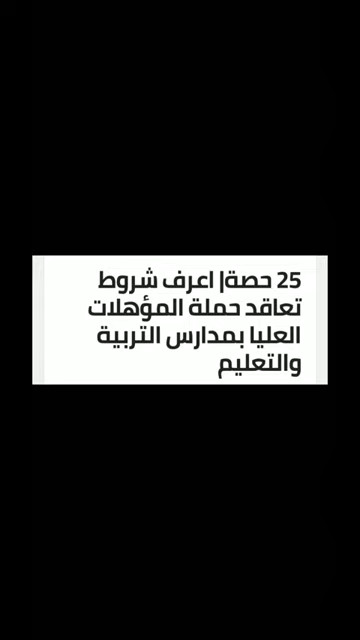 25 حصة| اعرف شروط
تعاقد حملة المؤهلات
العليا بمدارس التربية
والتعليم